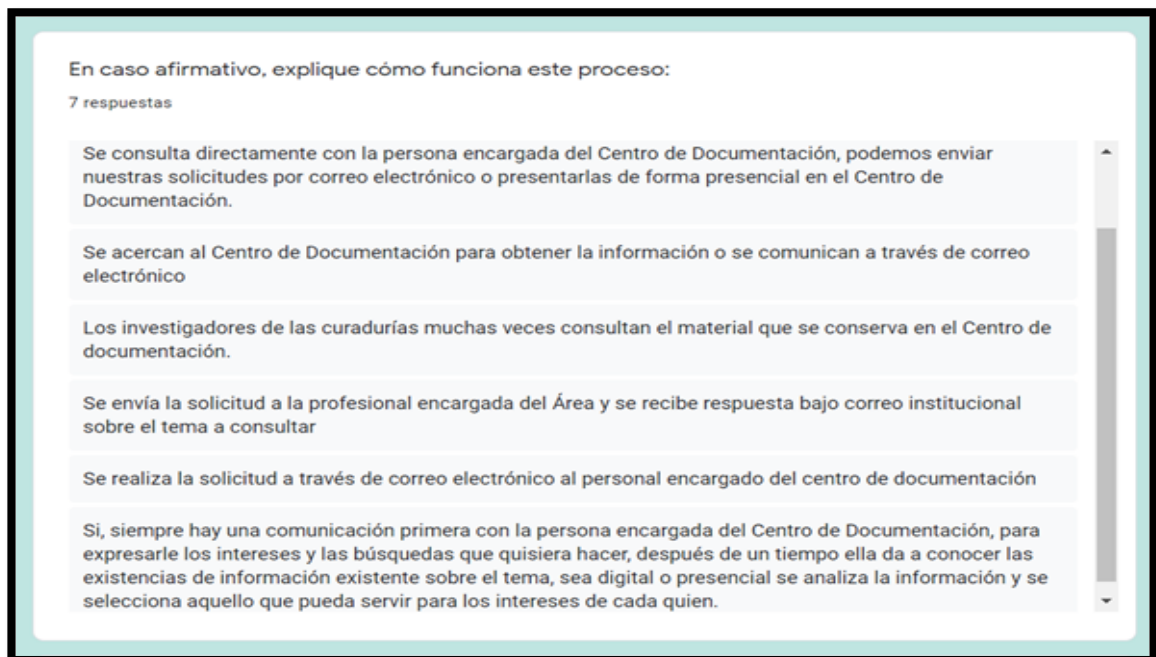 En caso afirmativo, explique cómo funciona este proceso:
7 respuestas
Se consulta directamente con la persona encargada del Centro de Documentación, podemos enviar
nuestras solicitudes por correo electrónico o presentarlas de forma presencial en el Centro de
Documentación.
Se acercan al Centro de Documentación para obtener la información o se comunican a través de correo
electrónico
Los investigadores de las curadurías muchas veces consultan el material que se conserva en el Centro de
documentación.
Se envía la solicitud a la profesional encargada del Área y se recibe respuesta bajo correo institucional
sobre el tema a consultar
Se realiza la solicitud a través de correo electrónico al personal encargado del centro de documentación
Si, siempre hay una comunicación primera con la persona encargada del Centro de Documentación, para
expresarle los intereses y las búsquedas que quisiera hacer, después de un tiempo ella da a conocer las
existencias de información existente sobre el tema, sea digital o presencial se analiza la información y se
selecciona aquello que pueda servir para los intereses de cada quien.